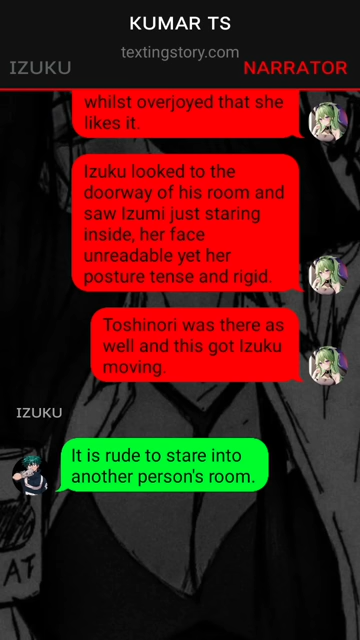 KUMAR TS
textingstory.com
IZUKU
NARRATOR
whilst overjoyed that she
likes it.
Izuku looked to the
doorway of his room and
saw Izumi just staring
inside, her face
unreadable yet her
posture tense and rigid.
Toshinori was there as
well and this got Izuku
moving.
IZUKU
It is rude to stare into
another person's room.
AF